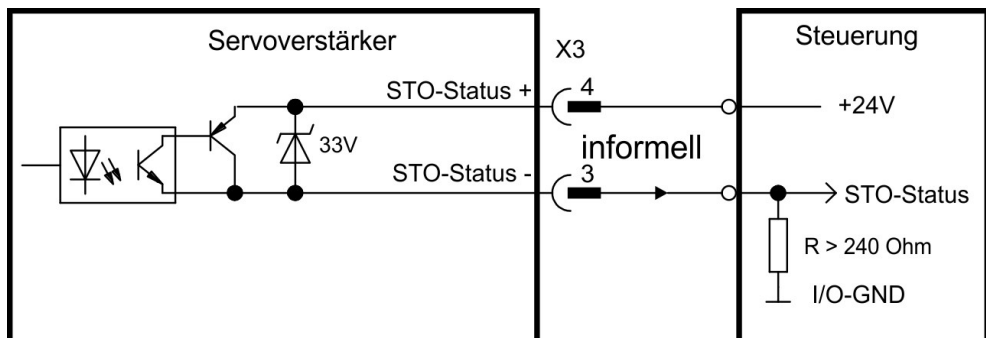 Servoverstärker
X3
Steuerung
STO-Status +
4
+24V
33V
informell
STO-Status -
3
STO-Status
R > 240 Ohm
I/O-GND